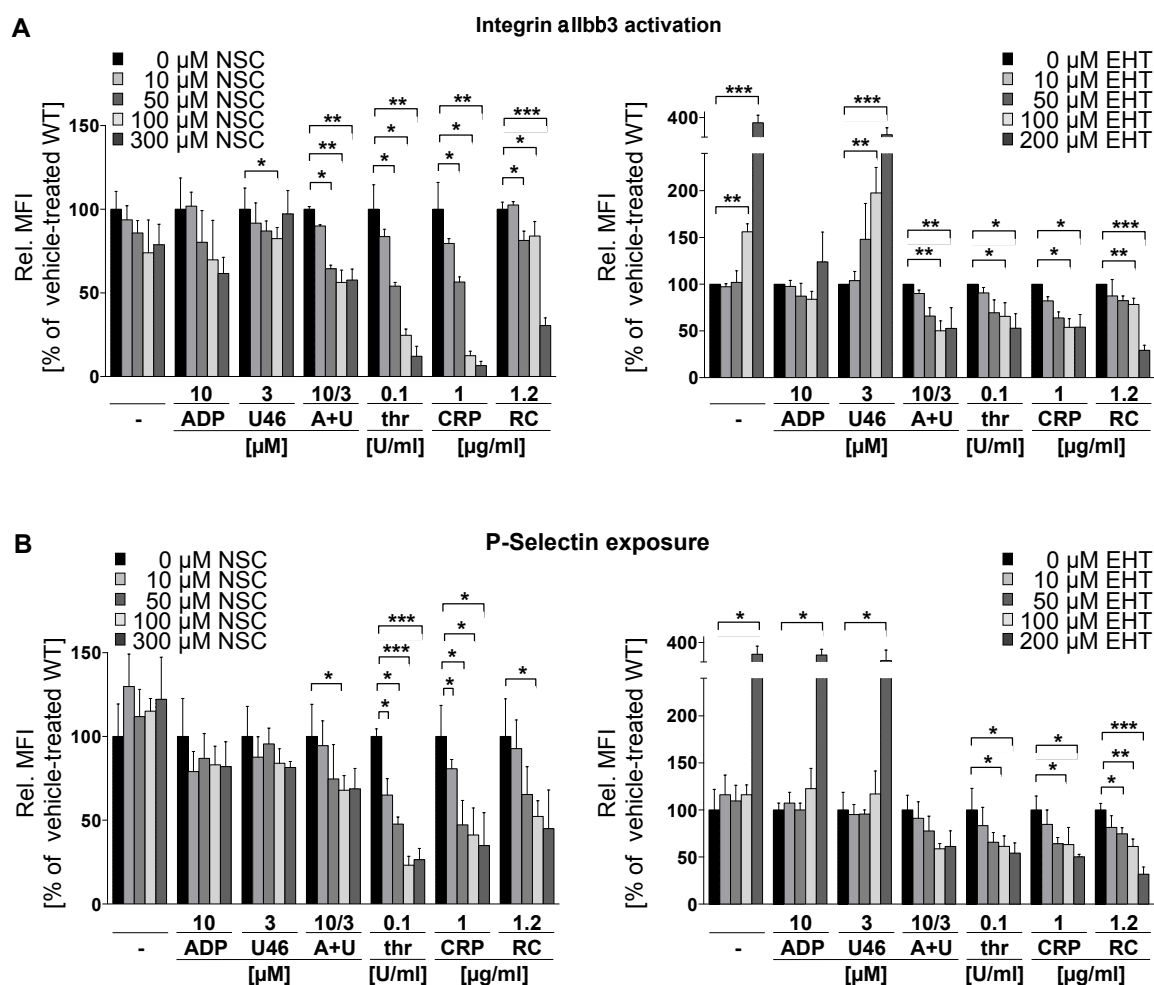 A
Integrin aIIbb3 activation
0 µM NSC
10 µM NSC
50 µM NSC
100 µM NSC
300 µM NSC
Rel. MFI
[% of vehicle-treated WT]
150
100
50
0
* ** ** * ** * * ** * * *** * *
10 3 10/3 0.1 1 1.2
- ADP U46 A+U thr CRP RC
[µM] [U/ml] [µg/ml]
0 µM EHT
10 µM EHT
50 µM EHT
100 µM EHT
200 µM EHT
Rel. MFI
[% of vehicle-treated WT]
400
200
150
100
50
0
*** ** *** ** ** ** * * * * *** **
10 3 10/3 0.1 1 1.2
- ADP U46 A+U thr CRP RC
[µM] [U/ml] [µg/ml]
B
P-Selectin exposure
0 µM NSC
10 µM NSC
50 µM NSC
100 µM NSC
300 µM NSC
Rel. MFI
[% of vehicle-treated WT]
150
100
50
0
* *** *** * * * * * * *
10 3 10/3 0.1 1 1.2
- ADP U46 A+U thr CRP RC
[µM] [U/ml] [µg/ml]
0 µM EHT
10 µM EHT
50 µM EHT
100 µM EHT
200 µM EHT
Rel. MFI
[% of vehicle-treated WT]
400
200
150
100
50
0
* * * * * * * *** ** *
10 3 10/3 0.1 1 1.2
- ADP U46 A+U thr CRP RC
[µM] [U/ml] [µg/ml]